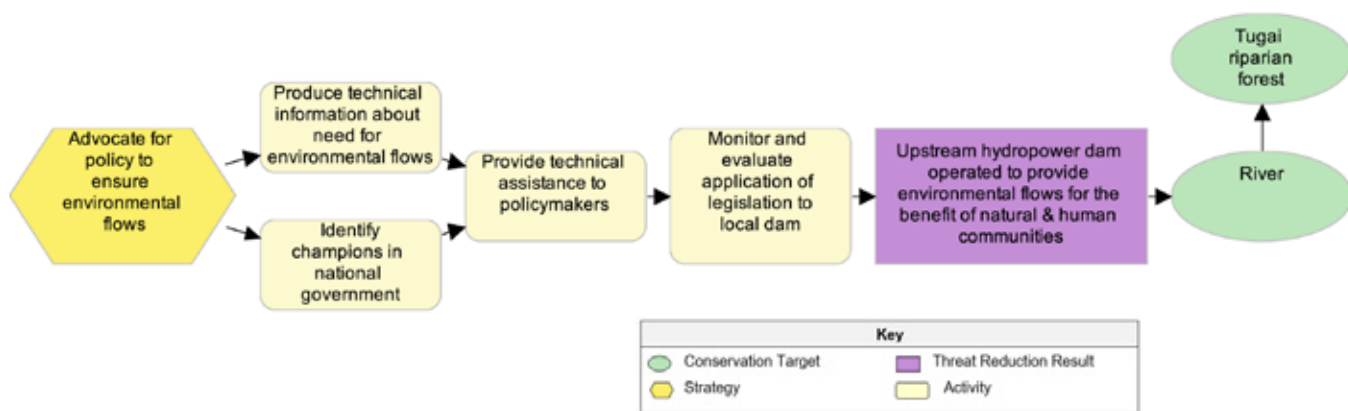 Advocate for
policy to
ensure
environmental
flows
Produce technical
information about
need for
environmental flows
Identify
champions in
national
government
Provide technical
assistance to
policymakers
Monitor and
evaluate
application of
legislation to
local dam
Upstream hydropower dam
operated to provide
environmental flows for the
benefit of natural & human
communities
Tugai
riparian
forest
River
Key
Conservation Target
Threat Reduction Result
Strategy
Activity